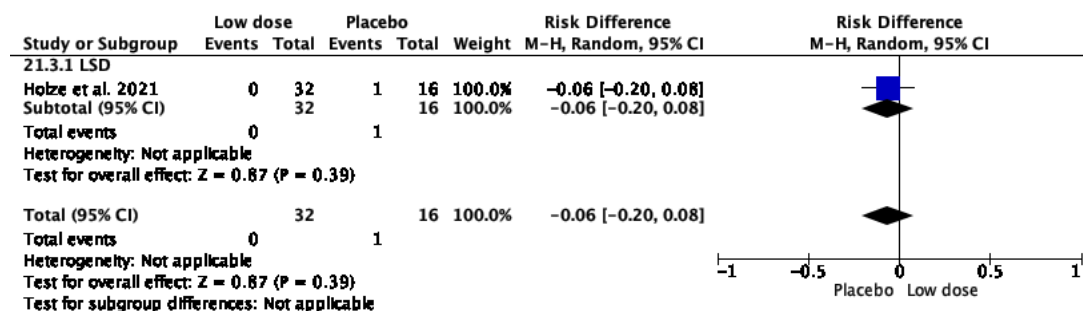 Low dose Placebo Risk Difference Risk Difference
Study or Subgroup Events Total Events Total Weight M-H, Random, 95% CI M-H, Random, 95% CI
21.3.1 LSD
Holze et al. 2021 0 32 1 16 100.0% -0.06 [-0.20, 0.08]
Subtotal (95% CI) 32 16 100.0% -0.06 [-0.20, 0.08]
Total events 0 1
Heterogeneity: Not applicable
Test for overall effect: Z = 0.87 (P = 0.39)
Total (95% CI) 32 16 100.0% -0.06 [-0.20, 0.08]
Total events 0 1
Heterogeneity: Not applicable
Test for overall effect: Z = 0.87 (P = 0.39)
Test for subgroup differences: Not applicable
-1 -0.5 0 0.5 1
Placebo Low dose